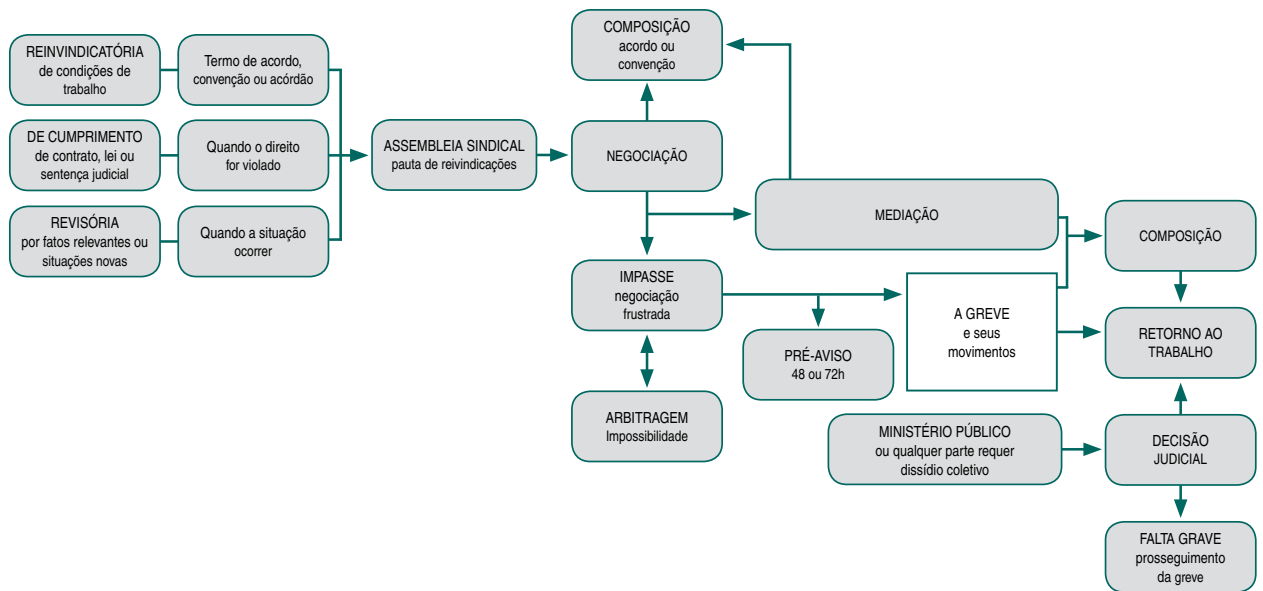 REINVINDICATÓRIA
de condições de
trabalho
Termo de acordo,
convenção ou acórdão
DE CUMPRIMENTO
de contrato, lei ou
sentença judicial
Quando o direito
for violado
REVISÓRIA
por fatos relevantes ou
situações novas
Quando a situação
ocorrer
ASSEMBLEIA SINDICAL
pauta de reivindicações
COMPOSIÇÃO
acordo ou
convenção
NEGOCIAÇÃO
MEDIAÇÃO
IMPASSE
negociação
frustrada
ARBITRAGEM
Impossibilidade
PRÉ-AVISO
48 ou 72h
A GREVE
e seus
movimentos
COMPOSIÇÃO
RETORNO AO
TRABALHO
MINISTÉRIO PÚBLICO
ou qualquer parte requer
dissídio coletivo
DECISÃO
JUDICIAL
FALTA GRAVE
prosseguimento
da greve